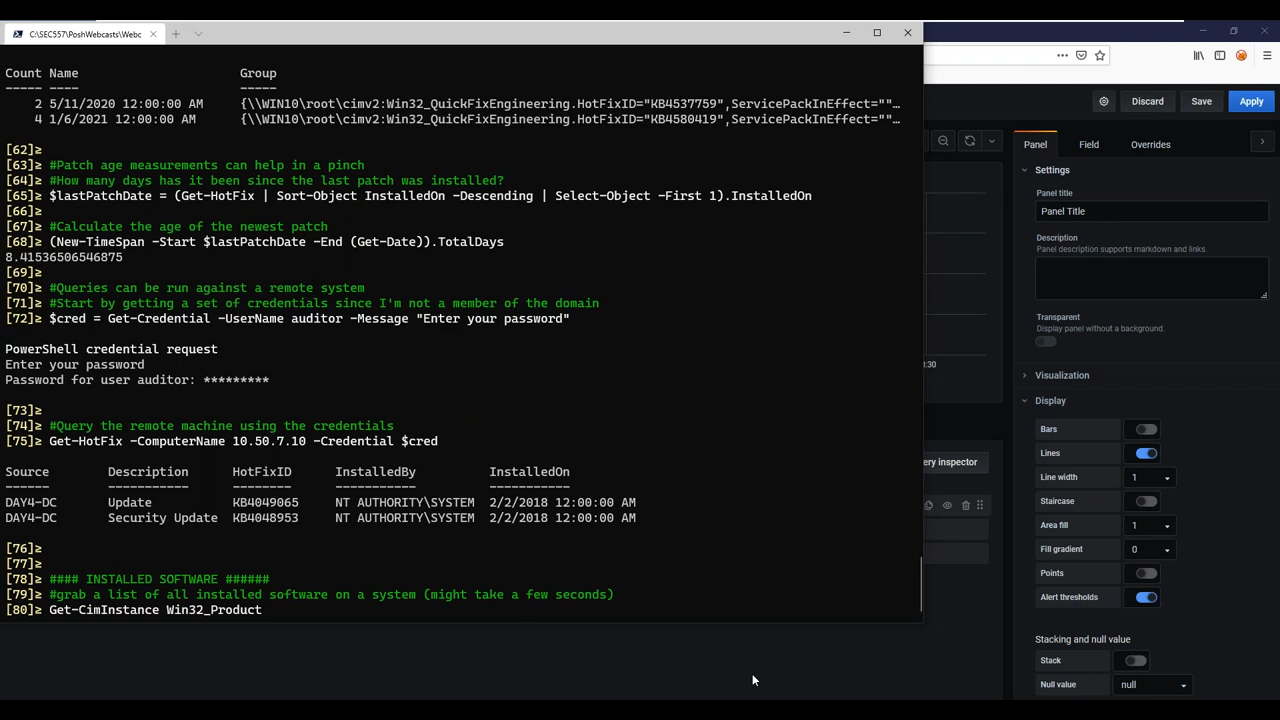 C:\SEC557\PoshWebcasts\Webc
Count Name Group
----- ---- -----
2 5/11/2020 12:00:00 AM {\\WIN10\root\cimv2:Win32_QuickFixEngineering.HotFixID="KB4537759",ServicePackInEffect=""…
4 1/6/2021 12:00:00 AM {\\WIN10\root\cimv2:Win32_QuickFixEngineering.HotFixID="KB4580419",ServicePackInEffect=""…
[62]≥
[63]≥ #Patch age measurements can help in a pinch
[64]≥ #How many days has it been since the last patch was installed?
[65]≥ $lastPatchDate = (Get-HotFix | Sort-Object InstalledOn -Descending | Select-Object -First 1).InstalledOn
[66]≥
[67]≥ #Calculate the age of the newest patch
[68]≥ (New-TimeSpan -Start $lastPatchDate -End (Get-Date)).TotalDays
8.41536506546875
[69]≥
[70]≥ #Queries can be run against a remote system
[71]≥ #Start by getting a set of credentials since I'm not a member of the domain
[72]≥ $cred = Get-Credential -UserName auditor -Message "Enter your password"
PowerShell credential request
Enter your password
Password for user auditor: *********
[73]≥
[74]≥ #Query the remote machine using the credentials
[75]≥ Get-HotFix -ComputerName 10.50.7.10 -Credential $cred
Source Description HotFixID InstalledBy InstalledOn
------ ----------- -------- ----------- -----------
DAY4-DC Update KB4049065 NT AUTHORITY\SYSTEM 2/2/2018 12:00:00 AM
DAY4-DC Security Update KB4048953 NT AUTHORITY\SYSTEM 2/2/2018 12:00:00 AM
[76]≥
[77]≥
[78]≥ #### INSTALLED SOFTWARE ######
[79]≥ #grab a list of all installed software on a system (might take a few seconds)
[80]≥ Get-CimInstance Win32_Product
Discard Save Apply
:30
ery inspector
Panel Field Overrides
Settings
Panel title
Panel Title
Description
Panel description supports markdown and links.
Transparent
Display panel without a background.
Visualization
Display
Bars
Lines
Line width 1
Staircase
Area fill 1
Fill gradient 0
Points
Alert thresholds
Stacking and null value
Stack
Null value null